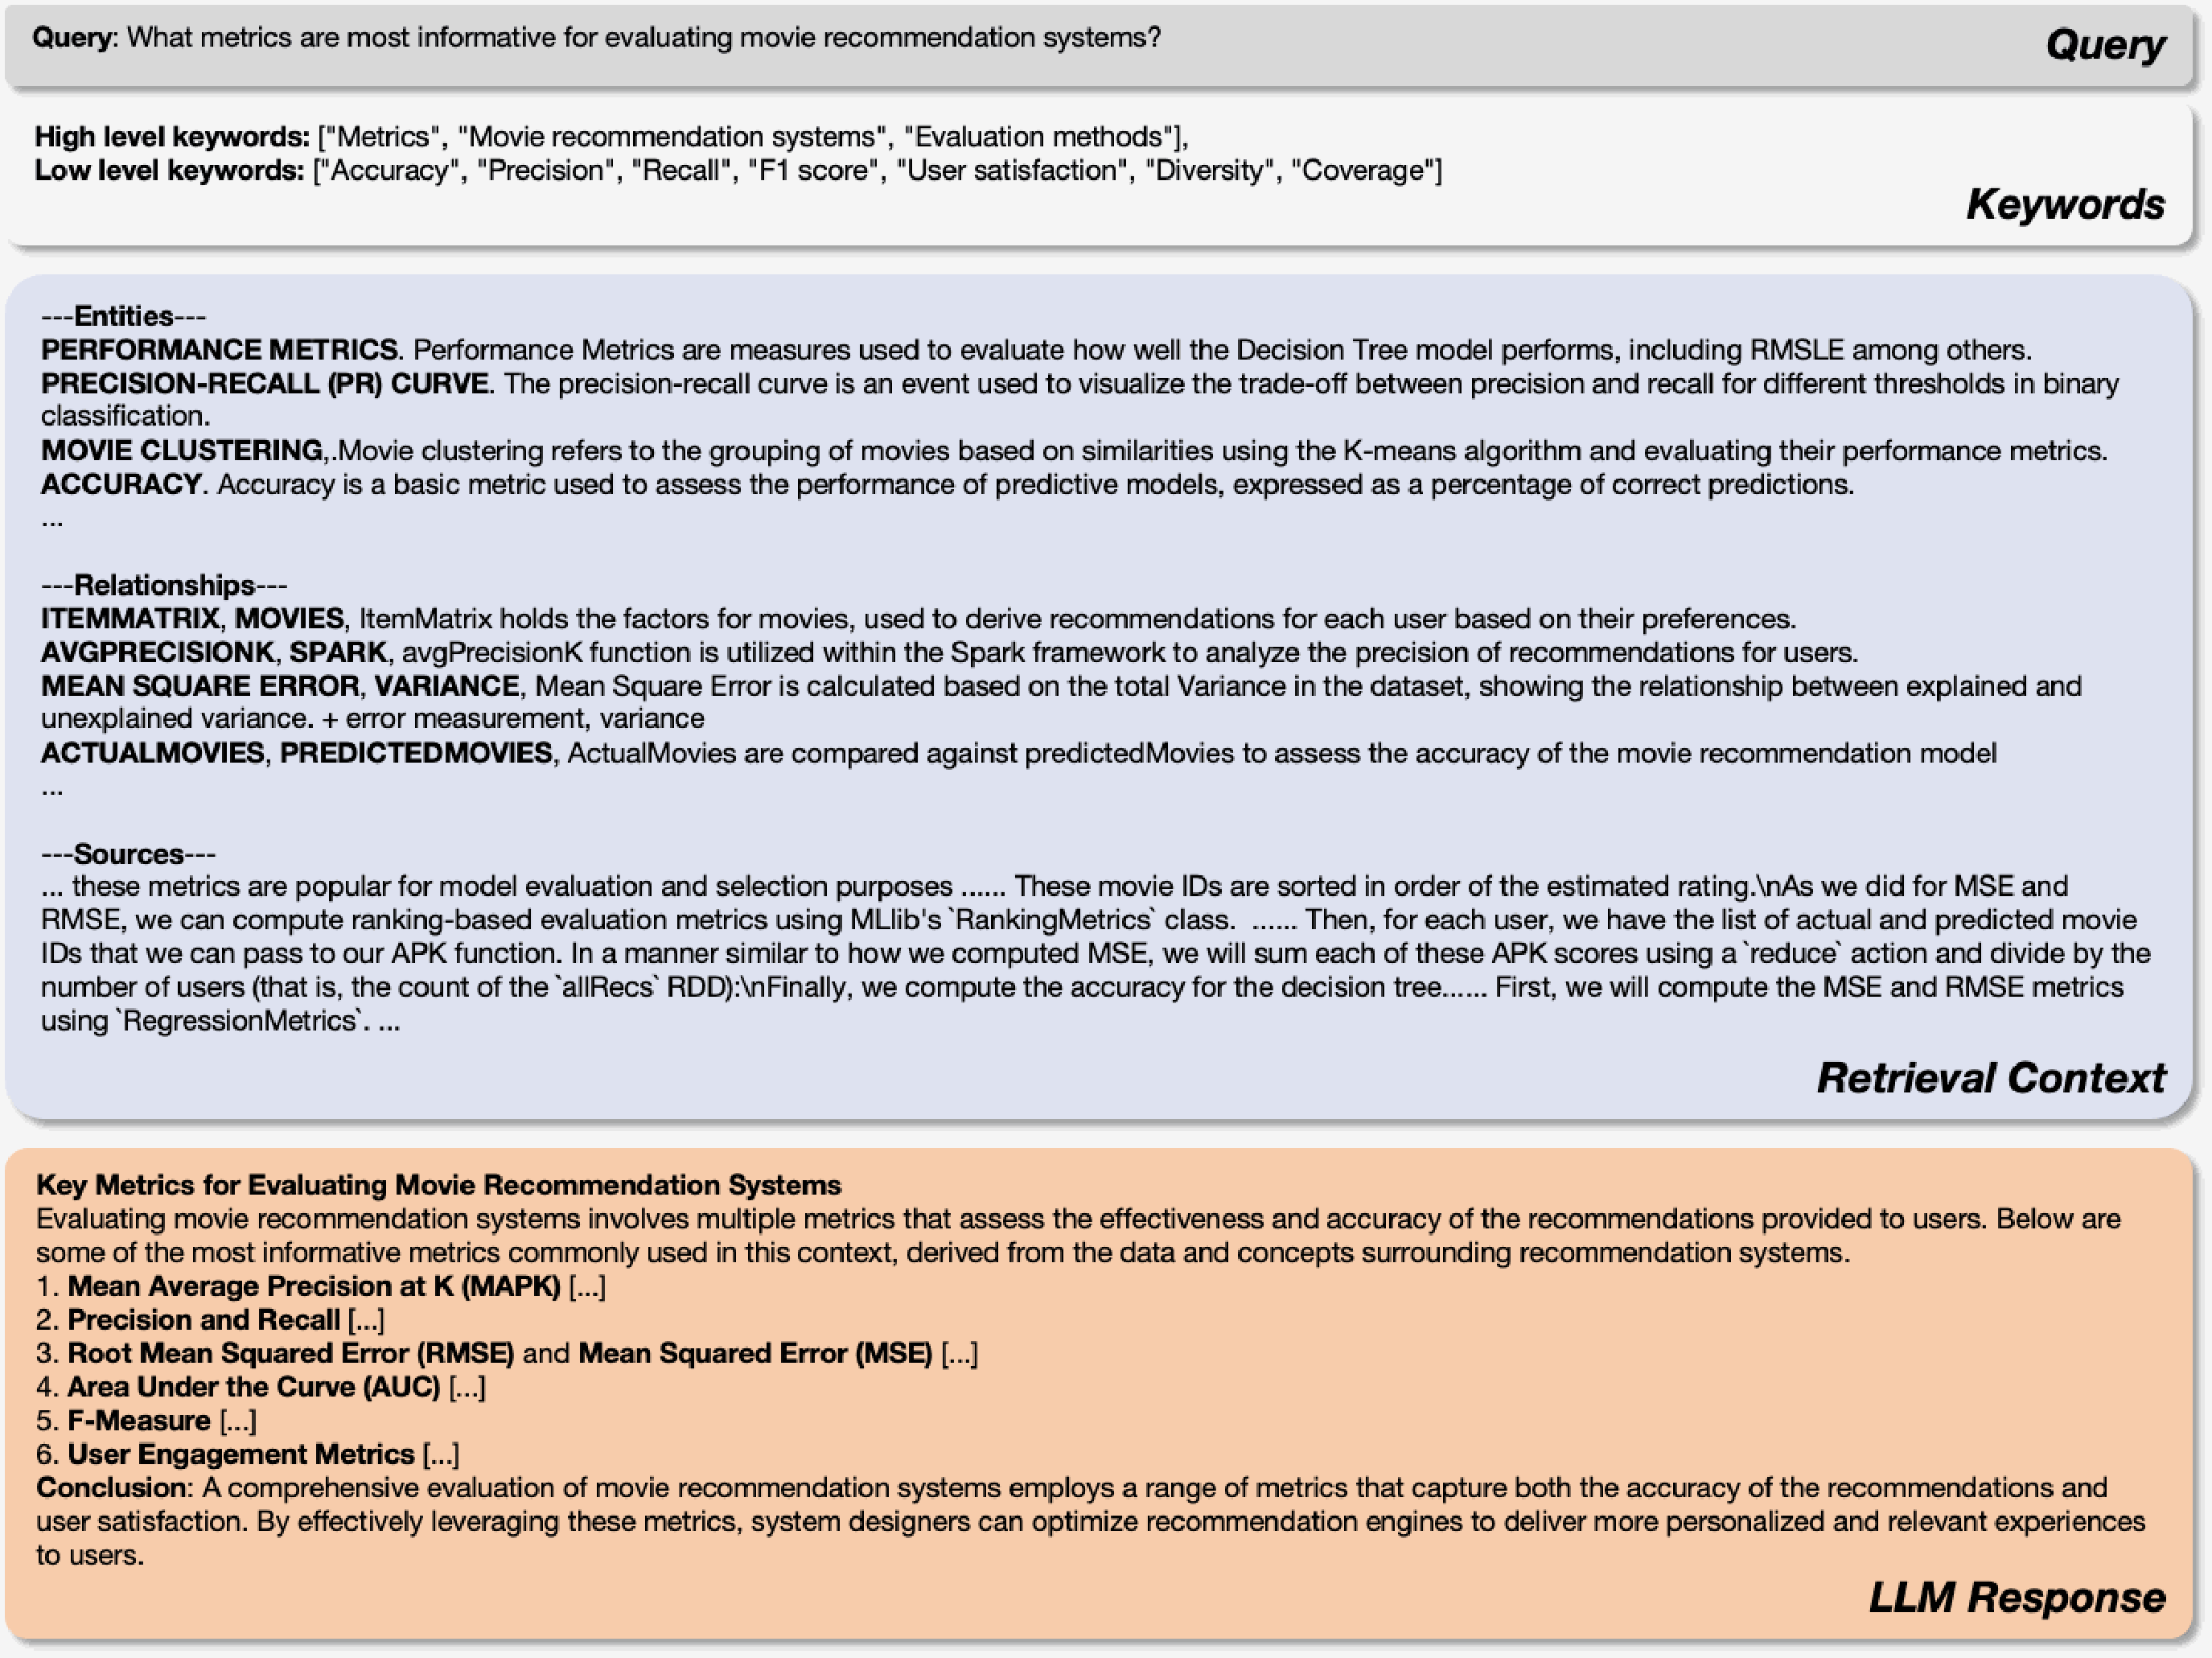 Query: What metrics are most informative for evaluating movie recommendation systems?
Query
High level keywords: ["Metrics", "Movie recommendation systems", "Evaluation methods"],
Low level keywords: ["Accuracy", "Precision", "Recall", "F1 score", "User satisfaction", "Diversity", "Coverage"]
Keywords
---Entities---
PERFORMANCE METRICS. Performance Metrics are measures used to evaluate how well the Decision Tree model performs, including RMSLE among others.
PRECISION-RECALL (PR) CURVE. The precision-recall curve is an event used to visualize the trade-off between precision and recall for different thresholds in binary
classification.
MOVIE CLUSTERING,.Movie clustering refers to the grouping of movies based on similarities using the K-means algorithm and evaluating their performance metrics.
ACCURACY. Accuracy is a basic metric used to assess the performance of predictive models, expressed as a percentage of correct predictions.
...
---Relationships---
ITEMMATRIX, MOVIES, ItemMatrix holds the factors for movies, used to derive recommendations for each user based on their preferences.
AVGPRECISIONK, SPARK, avgPrecisionK function is utilized within the Spark framework to analyze the precision of recommendations for users.
MEAN SQUARE ERROR, VARIANCE, Mean Square Error is calculated based on the total Variance in the dataset, showing the relationship between explained and
unexplained variance. + error measurement, variance
ACTUALMOVIES, PREDICTEDMOVIES, ActualMovies are compared against predictedMovies to assess the accuracy of the movie recommendation model
...
---Sources---
... these metrics are popular for model evaluation and selection purposes ...... These movie IDs are sorted in order of the estimated rating.\nAs we did for MSE and
RMSE, we can compute ranking-based evaluation metrics using MLlib's `RankingMetrics` class. ...... Then, for each user, we have the list of actual and predicted movie
IDs that we can pass to our APK function. In a manner similar to how we computed MSE, we will sum each of these APK scores using a `reduce` action and divide by the
number of users (that is, the count of the `allRecs` RDD):\nFinally, we compute the accuracy for the decision tree...... First, we will compute the MSE and RMSE metrics
using `RegressionMetrics`. ...
Retrieval Context
Key Metrics for Evaluating Movie Recommendation Systems
Evaluating movie recommendation systems involves multiple metrics that assess the effectiveness and accuracy of the recommendations provided to users. Below are
some of the most informative metrics commonly used in this context, derived from the data and concepts surrounding recommendation systems.
1. Mean Average Precision at K (MAPK) [...]
2. Precision and Recall [...]
3. Root Mean Squared Error (RMSE) and Mean Squared Error (MSE) [...]
4. Area Under the Curve (AUC) [...]
5. F-Measure [...]
6. User Engagement Metrics [...]
Conclusion: A comprehensive evaluation of movie recommendation systems employs a range of metrics that capture both the accuracy of the recommendations and
user satisfaction. By effectively leveraging these metrics, system designers can optimize recommendation engines to deliver more personalized and relevant experiences
to users.
LLM Response